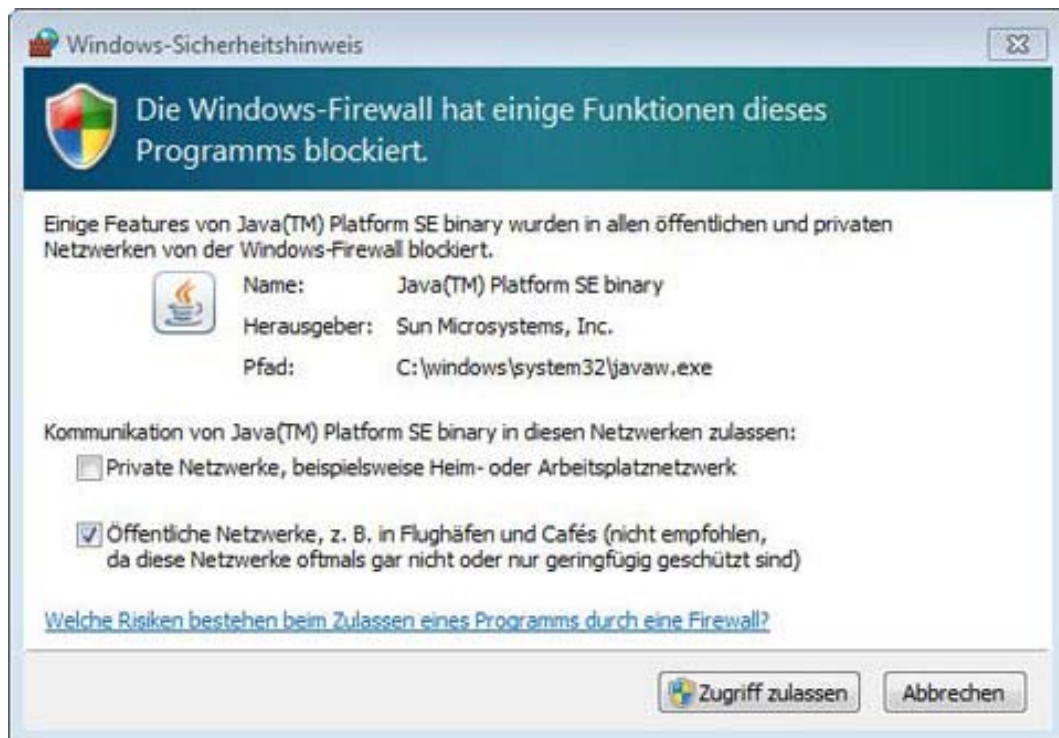 Windows-Sicherheitshinweis
Die Windows-Firewall hat einige Funktionen dieses
Programms blockiert.
Einige Features von Java(TM) Platform SE binary wurden in allen öffentlichen und privaten
Netzwerken von der Windows-Firewall blockiert.
Name: Java(TM) Platform SE binary
Herausgeber: Sun Microsystems, Inc.
Pfad: C:\windows\system32\javaw.exe
Kommunikation von Java(TM) Platform SE binary in diesen Netzwerken zulassen:
Private Netzwerke, beispielsweise Heim- oder Arbeitsplatznetzwerk
Öffentliche Netzwerke, z. B. in Flughäfen und Cafés (nicht empfohlen,
da diese Netzwerke oftmals gar nicht oder nur geringfügig geschützt sind)
Welche Risiken bestehen beim Zulassen eines Programms durch eine Firewall?
Zugriff zulassen Abbrechen